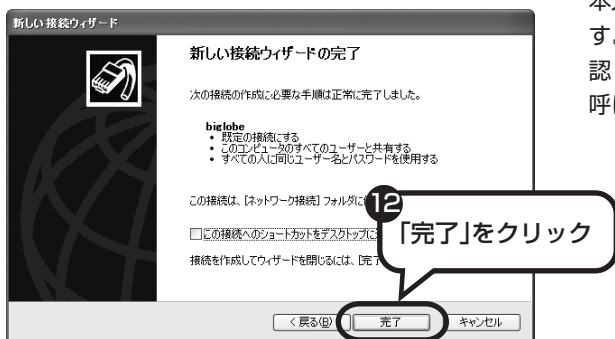 新しい接続ウィザード
新しい接続ウィザードの完了
次の接続の作成に必要な手順は正常に完了しました。
biglobe
• 既定の接続にする
• このコンピュータのすべてのユーザーと共有する
• すべての人に同じユーザー名とパスワードを使用する
この接続は、[ネットワーク接続] フォルダに
この接続へのショートカットをデスクトップに
接続を作成してウィザードを閉じるには、[完了
12
「完了」をクリック
< 戻る(B)
完了
キャンセル
本
す。
認
呼